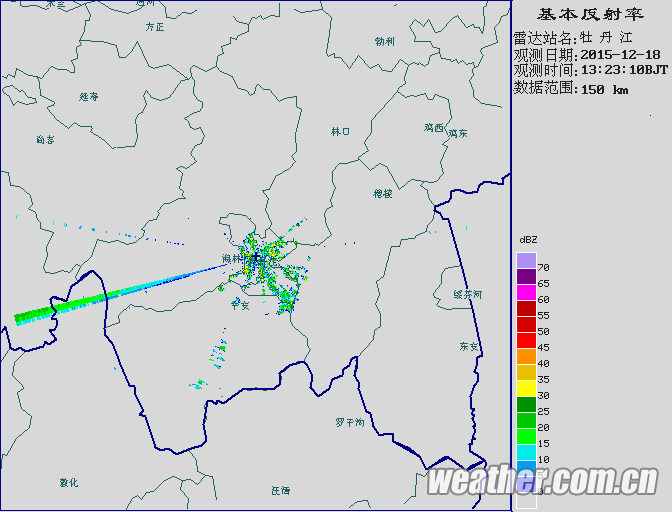 基本反射率
雷达站名: 牡 丹 江
观测日期: 2015-12-18
观测时间: 13:23:10BJT
数据范围: 150 km
方正
勃利
延寿
林口
鸡西
鸡东
尚志
穆棱
海林
dBZ
70
65
60
55
50
45
40
35
30
25
20
15
10
5
0
绥芬河
宁安
东安
罗子沟
敦化
汪清
weather.com.cn